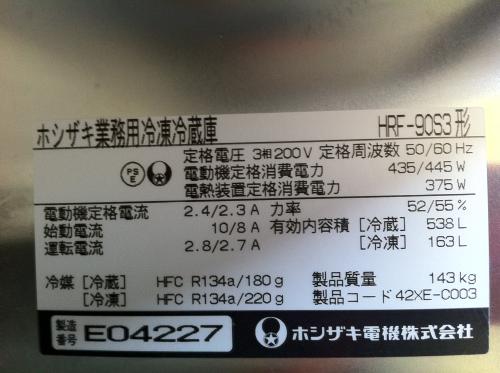 ホシザキ業務用冷凍冷蔵庫 HRF-90S3形
PSE 定格電圧 3相200V 定格周波数 50/60 Hz
電動機定格消費電力 435/445 W
電熱装置定格消費電力 375 W
電動機定格電流 2.4/2.3 A 力率 52/55 %
始動電流 10/8 A 有効内容積 [冷蔵] 538 L
運転電流 2.8/2.7 A [冷凍] 163 L
冷媒 [冷蔵] HFC R134a/180 g 製品質量 143 kg
[冷凍] HFC R134a/220 g 製品コード 42XE-C003
製造番号 E04227 ホシザキ電機株式会社